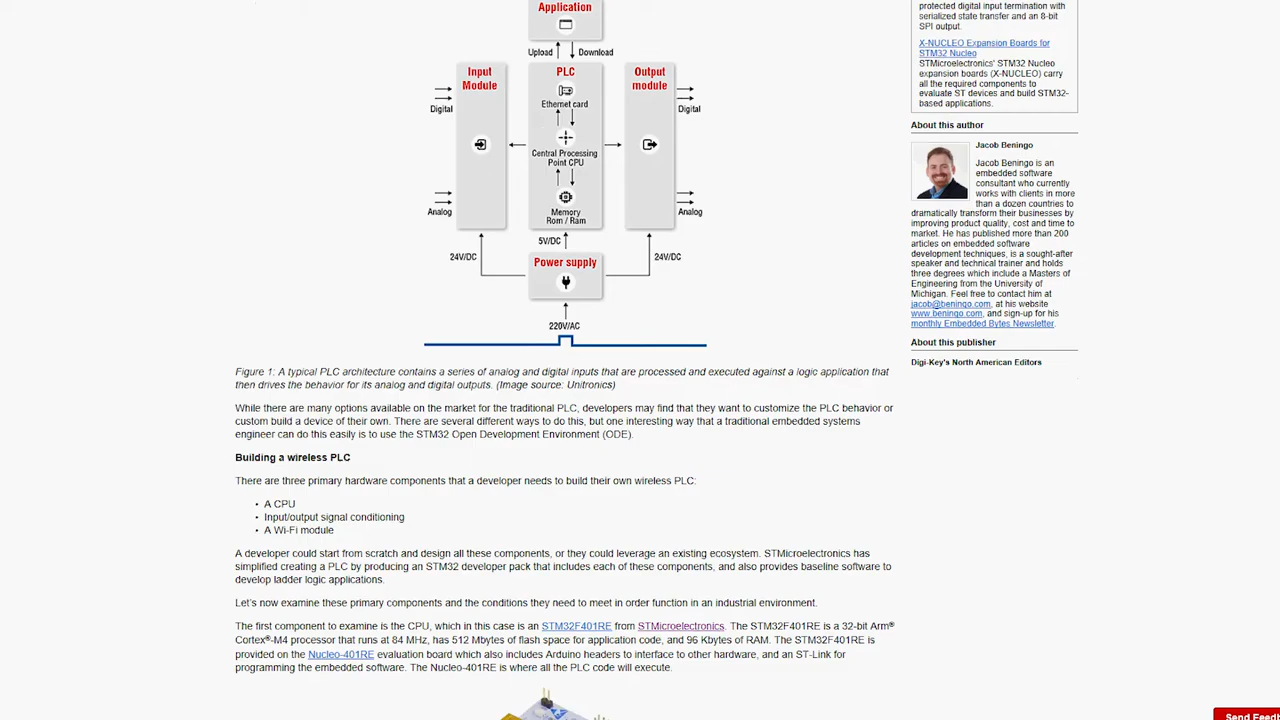 Application
Upload
Download
Input
Module
PLC
Output
module
Ethernet card
Digital
Digital
Central Processing
Point CPU
Analog
Analog
Memory
Rom / Ram
5V/DC
24V/DC
24V/DC
Power supply
220V/AC
Figure 1: A typical PLC architecture contains a series of analog and digital inputs that are processed and executed against a logic application that
then drives the behavior for its analog and digital outputs. (Image source: Unitronics)
While there are many options available on the market for the traditional PLC, developers may find that they want to customize the PLC behavior or
custom build a device of their own. There are several different ways to do this, but one interesting way that a traditional embedded systems
engineer can do this easily is to use the STM32 Open Development Environment (ODE).
Building a wireless PLC
There are three primary hardware components that a developer needs to build their own wireless PLC:
• A CPU
• Input/output signal conditioning
• A Wi-Fi module
A developer could start from scratch and design all these components, or they could leverage an existing ecosystem. STMicroelectronics has
simplified creating a PLC by producing an STM32 developer pack that includes each of these components, and also provides baseline software to
develop ladder logic applications.
Let's now examine these primary components and the conditions they need to meet in order function in an industrial environment.
The first component to examine is the CPU, which in this case is an STM32F401RE from STMicroelectronics. The STM32F401RE is a 32-bit Arm®
Cortex®-M4 processor that runs at 84 MHz, has 512 Mbytes of flash space for application code, and 96 Kbytes of RAM. The STM32F401RE is
provided on the Nucleo-401RE evaluation board which also includes Arduino headers to interface to other hardware, and an ST-Link for
programming the embedded software. The Nucleo-401RE is where all the PLC code will execute.
protected digital input termination with
serialized state transfer and an 8-bit
SPI output.
X-NUCLEO Expansion Boards for
STM32 Nucleo
STMicroelectronics' STM32 Nucleo
expansion boards (X-NUCLEO) carry
all the required components to
evaluate ST devices and build STM32-
based applications.
About this author
Jacob Beningo
Jacob Beningo is an
embedded software
consultant who currently
works with clients in more
than a dozen countries to
dramatically transform their businesses by
improving product quality, cost and time to
market. He has published more than 200
articles on embedded software
development techniques, is a sought-after
speaker and technical trainer and holds
three degrees which include a Masters of
Engineering from the University of
Michigan. Feel free to contact him at
jacob@beningo.com, at his website
www.beningo.com, and sign-up for his
monthly Embedded Bytes Newsletter.
About this publisher
Digi-Key's North American Editors
Send Feedb